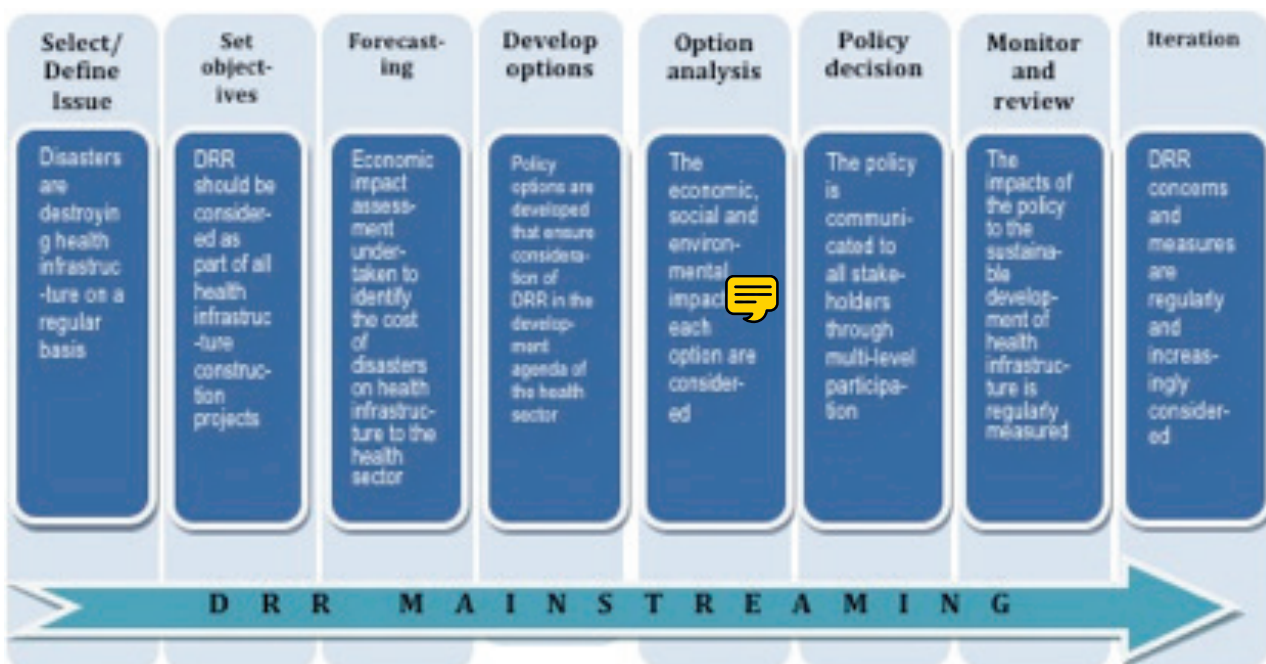 Select/
Define
Issue
Disasters
are
destroyin
g health
infrastruc
-ture on a
regular
basis
Set
object-
ives
DRR
should be
consider-
ed as
part of all
health
infrastruc
-ture
construc-
tion
projects
Forecast-
ing
Economic
impact
assess-
ment
under-
taken to
identify
the cost
of
disasters
on health
infrastruc-
ture to the
health
sector
Develop
options
Policy
options are
developed
that ensure
considera-
tion of
DRR in the
develop-
ment
agenda of
the health
sector
Option
analysis
The
economic,
social and
environ-
mental
impac
each
option are
consider-
ed
Policy
decision
The policy
is
communi-
cated to
all stake-
holders
through
multi-level
participa-
tion
Monitor
and
review
The
impacts of
the policy
to the
sustaina-
ble
develop-
ment of
health
infrastruc-
ture is
regularly
measured
Iteration
DRR
concerns
and
measures
are
regularly
and
increas-
ingly
consider-
ed
DRR MAINSTREAMING